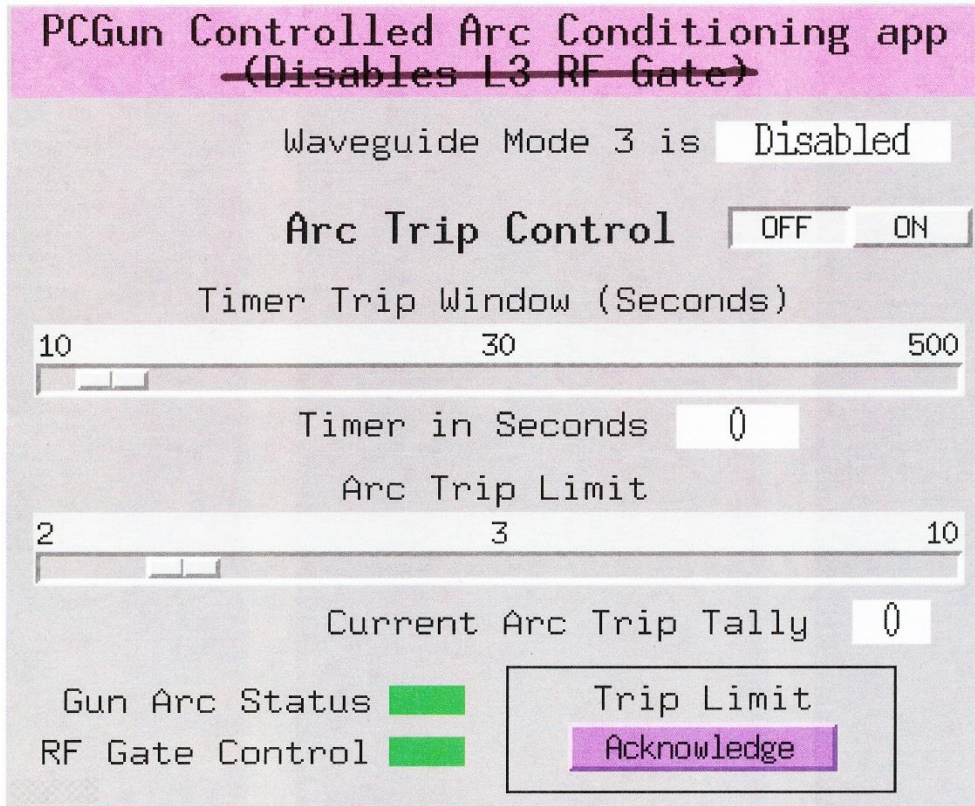 PCGun Controlled Arc Conditioning app
(Disables L3 RF Gate)
Waveguide Mode 3 is Disabled
Arc Trip Control OFF ON
Timer Trip Window (Seconds)
10 30 500
Timer in Seconds 0
Arc Trip Limit
2 3 10
Current Arc Trip Tally 0
Gun Arc Status
RF Gate Control
Trip Limit
Acknowledge